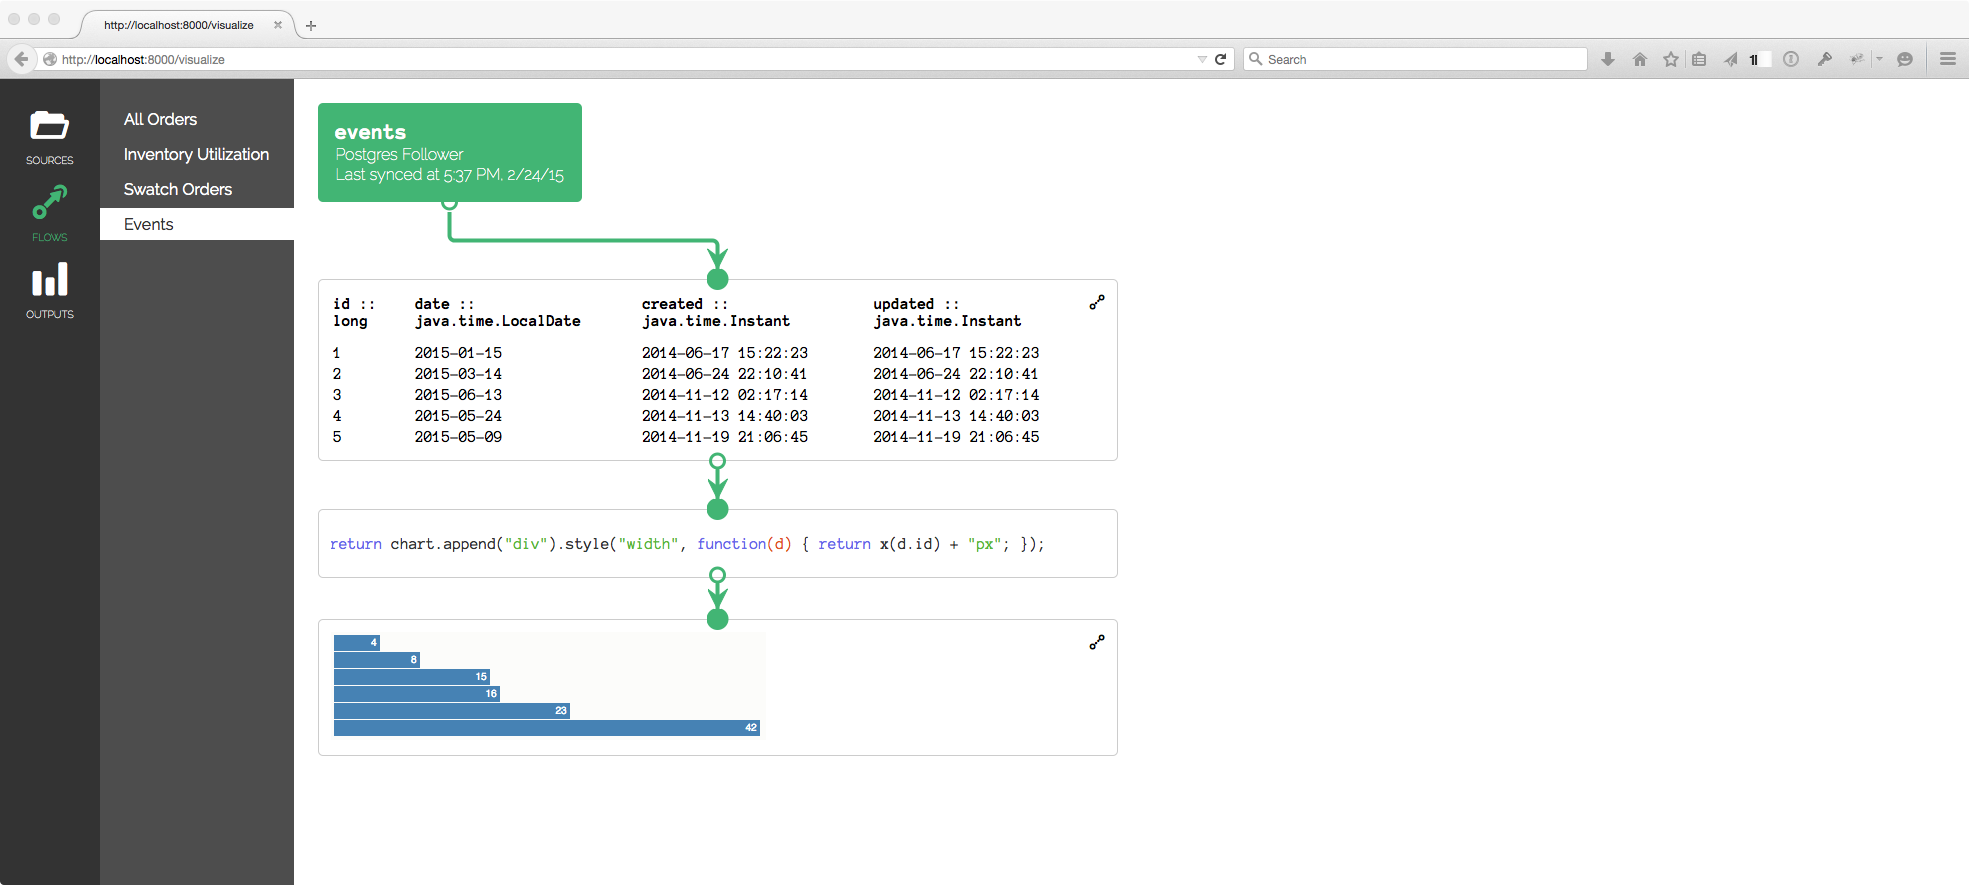 http://localhost:8000/visualize
http://localhost:8000/visualize
Search
SOURCES
FLOWS
OUTPUTS
All Orders
Inventory Utilization
Swatch Orders
Events
events
Postgres Follower
Last synced at 5:37 PM, 2/24/15
id :: date :: created :: updated ::
long java.time.LocalDate java.time.Instant java.time.Instant
1 2015-01-15 2014-06-17 15:22:23 2014-06-17 15:22:23
2 2015-03-14 2014-06-24 22:10:41 2014-06-24 22:10:41
3 2015-06-13 2014-11-12 02:17:14 2014-11-12 02:17:14
4 2015-05-24 2014-11-13 14:40:03 2014-11-13 14:40:03
5 2015-05-09 2014-11-19 21:06:45 2014-11-19 21:06:45
return chart.append("div").style("width", function(d) { return x(d.id) + "px"; });
4
8
15
16
23
42